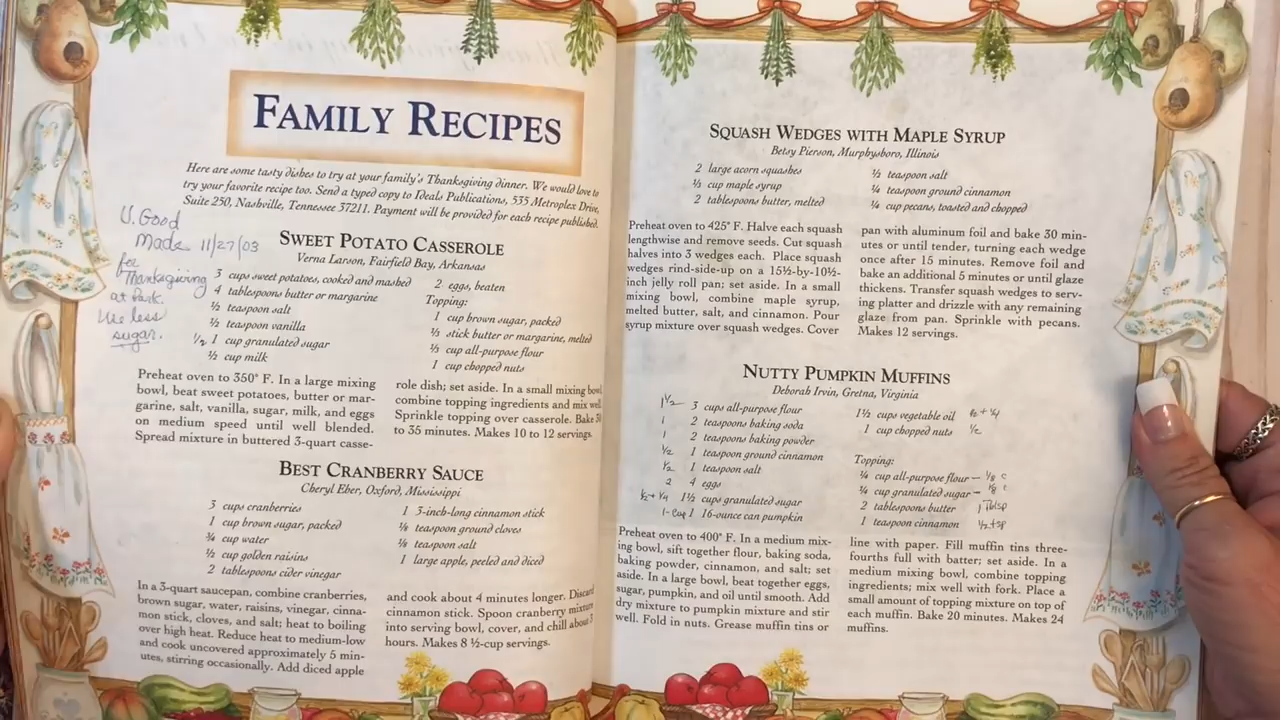 FAMILY RECIPES
Here are some tasty dishes to try at your family's Thanksgiving dinner. We would love to
try your favorite recipe too. Send a typed copy to Ideals Publications, 535 Metroplex Drive,
Suite 250, Nashville, Tennessee 37211. Payment will be provided for each recipe published.
V. Good
Made 11/27/03
for
Thanksgiving
at Park.
Use less
sugar.
SWEET POTATO CASSEROLE
Verna Larson, Fairfield Bay, Arkansas
3 cups sweet potatoes, cooked and mashed
4 tablespoons butter or margarine
½ teaspoon salt
½ teaspoon vanilla
½ 1 cup granulated sugar
½ cup milk
2 eggs, beaten
Topping:
1 cup brown sugar, packed
⅓ stick butter or margarine, melted
⅓ cup all-purpose flour
1 cup chopped nuts
Preheat oven to 350° F. In a large mixing
bowl, beat sweet potatoes, butter or mar-
garine, salt, vanilla, sugar, milk, and eggs
on medium speed until well blended.
Spread mixture in buttered 3-quart casse-
role dish; set aside. In a small mixing bowl
combine topping ingredients and mix well.
Sprinkle topping over casserole. Bake
to 35 minutes. Makes 10 to 12 servings.
BEST CRANBERRY SAUCE
Cheryl Eber, Oxford, Mississippi
3 cups cranberries
1 cup brown sugar, packed
¾ cup water
½ cup golden raisins
2 tablespoons cider vinegar
1 3-inch-long cinnamon stick
⅛ teaspoon ground cloves
⅛ teaspoon salt
1 large apple, peeled and diced
In a 3-quart saucepan, combine cranberries,
brown sugar, water, raisins, vinegar, cinna-
mon stick, cloves, and salt; heat to boiling
over high heat. Reduce heat to medium-low
and cook uncovered approximately 5 min-
utes, stirring occasionally. Add diced apple
and cook about 4 minutes longer. Discard
cinnamon stick. Spoon cranberry mixture
into serving bowl, cover, and chill about 3
hours. Makes 8 ½-cup servings.
SQUASH WEDGES WITH MAPLE SYRUP
Betsy Pierson, Murphysboro, Illinois
2 large acorn squashes
⅓ cup maple syrup
2 tablespoons butter, melted
½ teaspoon salt
¼ teaspoon ground cinnamon
¼ cup pecans, toasted and chopped
Preheat oven to 425° F. Halve each squash
lengthwise and remove seeds. Cut squash
halves into 3 wedges each. Place squash
wedges rind-side-up on a 15½-by-10½-
inch jelly roll pan; set aside. In a small
mixing bowl, combine maple syrup,
melted butter, salt, and cinnamon. Pour
syrup mixture over squash wedges. Cover
pan with aluminum foil and bake 30 min-
utes or until tender, turning each wedge
once after 15 minutes. Remove foil and
bake an additional 5 minutes or until glaze
thickens. Transfer squash wedges to serv-
ing platter and drizzle with any remaining
glaze from pan. Sprinkle with pecans.
Makes 12 servings.
NUTTY PUMPKIN MUFFINS
Deborah Irvin, Gretna, Virginia
1½ 3 cups all-purpose flour
1 2 teaspoons baking soda
1 2 teaspoons baking powder
½ 1 teaspoon ground cinnamon
½ 1 teaspoon salt
2 4 eggs
½ + ¼ 1½ cups granulated sugar
1-cup 1 16-ounce can pumpkin
1½ cups vegetable oil ½ + ¼
1 cup chopped nuts ½
Topping:
¼ cup all-purpose flour — ⅛ c
¼ cup granulated sugar — ⅛ c
2 tablespoons butter 1 Tblsp
1 teaspoon cinnamon ½ tsp
Preheat oven to 400° F. In a medium mix-
ing bowl, sift together flour, baking soda,
baking powder, cinnamon, and salt; set
aside. In a large bowl, beat together eggs,
sugar, pumpkin, and oil until smooth. Add
dry mixture to pumpkin mixture and stir
well. Fold in nuts. Grease muffin tins or
line with paper. Fill muffin tins three-
fourths full with batter; set aside. In a
medium mixing bowl, combine topping
ingredients; mix well with fork. Place a
small amount of topping mixture on top of
each muffin. Bake 20 minutes. Makes 24
muffins.